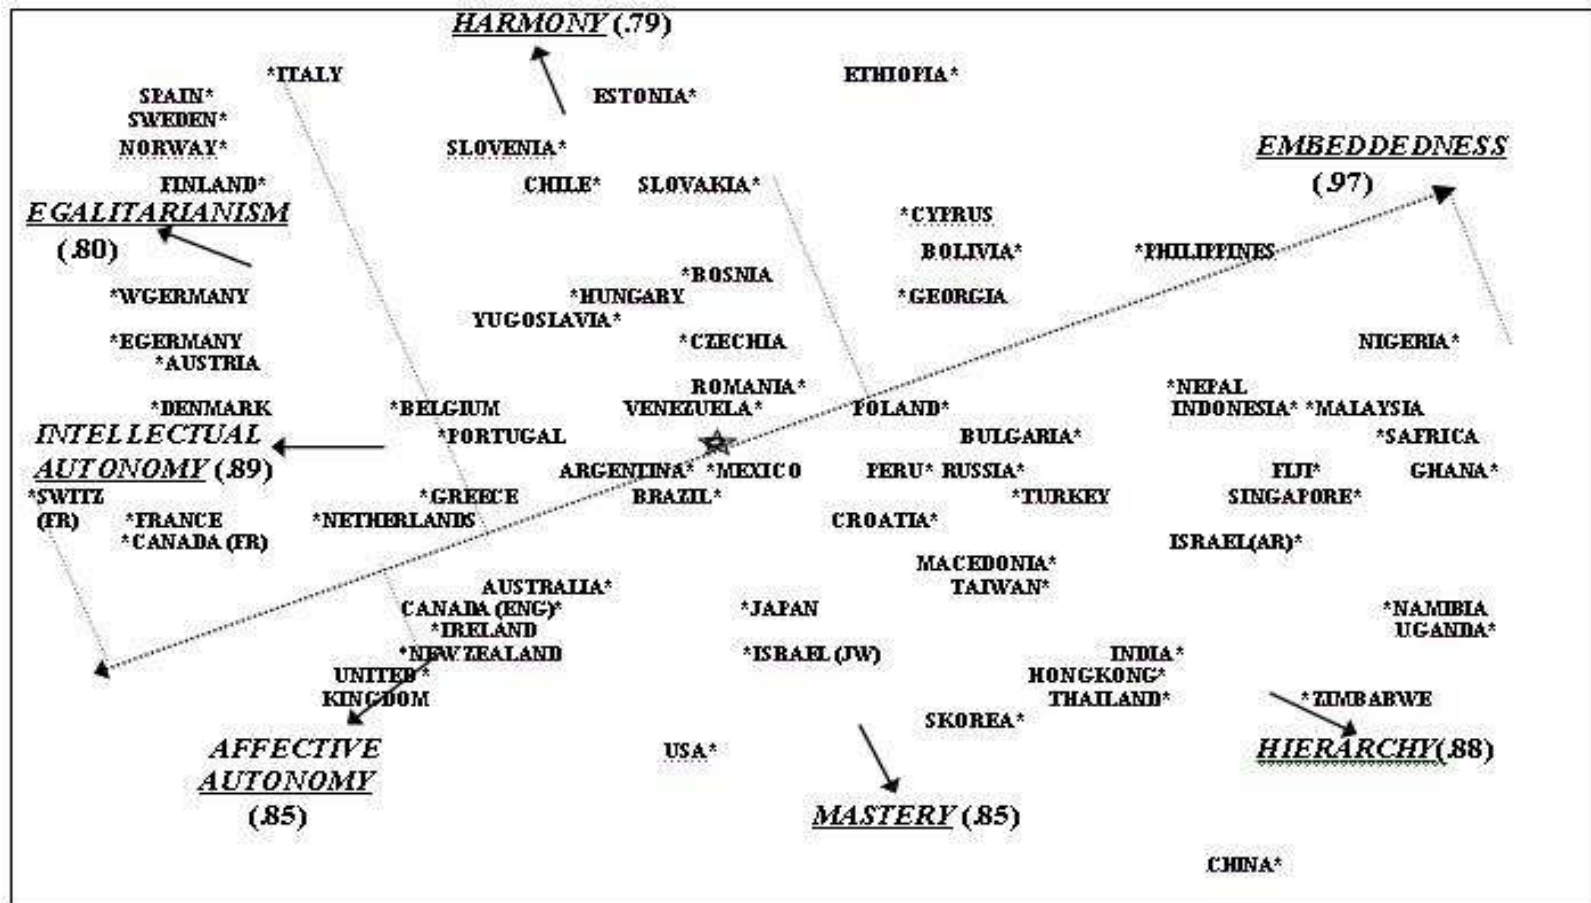 HARMONY (.79)
*ITALY
ETHIOPIA*
SPAIN*
ESTONIA*
SWEDEN*
NORWAY*
SLOVENIA*
EMBEDDEDNESS
(.97)
FINLAND*
CHILE*
SLOVAKIA*
EGALITARIANISM
(.80)
*CYPRUS
BOLIVIA*
*PHILIPPINES
*BOSNIA
*WGERMANY
*HUNGARY
*GEORGIA
YUGOSLAVIA*
*EGERMANY
*CZECHIA
NIGERIA*
*AUSTRIA
ROMANIA*
*NEPAL
*DENMARK
*BELGIUM
VENEZUELA*
POLAND*
INDONESIA*
*MALAYSIA
INTELLECTUAL
AUTONOMY (.89)
*PORTUGAL
BULGARIA*
*SAFRICA
ARGENTINA*
*MEXICO
PERU*
RUSSIA*
FIJI*
GHANA*
*SWITZ
(FR)
*GREECE
BRAZIL*
*TURKEY
SINGAPORE*
*FRANCE
*NETHERLANDS
CROATIA*
*CANADA (FR)
ISRAEL(AR)*
MACEDONIA*
AUSTRALIA*
TAIWAN*
CANADA (ENG)*
*JAPAN
*NAMIBIA
*IRELAND
UGANDA*
*NEW ZEALAND
*ISRAEL (JW)
INDIA*
UNITED*
KINGDOM
HONGKONG*
THAILAND*
*ZIMBABWE
SKOREA*
AFFECTIVE
AUTONOMY
(.85)
USA*
HIERARCHY(.88)
MASTERY (.85)
CHINA*